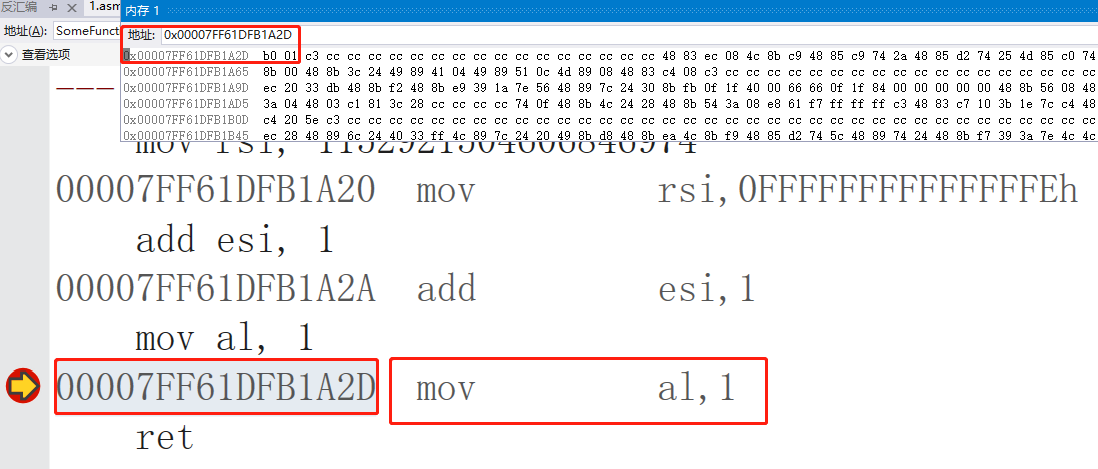 反汇编 1.asm
内存 1
地址(A): SomeFunct
地址: 0x00007FF61DFB1A2D
查看选项
0x00007FF61DFB1A2D b0 01 c3 cc cc cc cc cc cc cc cc cc cc cc cc cc cc cc cc 48 83 ec 08 4c 8b c9 48 85 c9 74 2a 48 85 d2 74 25 4d 85 c0 74
0x00007FF61DFB1A65 8b 00 48 8b 3c 24 49 89 41 04 49 89 51 0c 4d 89 08 48 83 c4 08 c3 cc cc cc cc cc cc cc cc cc cc cc cc cc cc cc cc cc cc
0x00007FF61DFB1A9D ec 20 33 db 48 8b f2 48 8b e9 39 1a 7e 56 48 89 7c 24 30 8b fb 0f 1f 40 00 66 66 0f 1f 84 00 00 00 00 00 48 8b 56 08 48
0x00007FF61DFB1AD5 3a 04 48 03 c1 81 3c 28 cc cc cc cc 74 0f 48 8b 4c 24 28 48 8b 54 3a 08 e8 61 f7 ff ff ff c3 48 83 c7 10 3b 1e 7c c4 48
0x00007FF61DFB1B0D c4 20 5e c3 cc cc cc cc cc cc cc cc cc cc cc cc cc cc cc cc cc cc cc cc cc cc cc cc cc cc cc cc cc cc cc cc cc cc cc cc
0x00007FF61DFB1B45 ec 28 48 89 6c 24 40 33 ff 4c 89 7c 24 20 49 8b d8 48 8b ea 4c 8b f9 48 85 d2 74 5c 48 89 74 24 48 8b f7 39 3a 7e 4c 4c
mov rsi, 1152921504606846974
00007FF61DFB1A20 mov rsi,0FFFFFFFFFFFFFFEh
add esi, 1
00007FF61DFB1A2A add esi,1
mov al, 1
00007FF61DFB1A2D mov al,1
ret